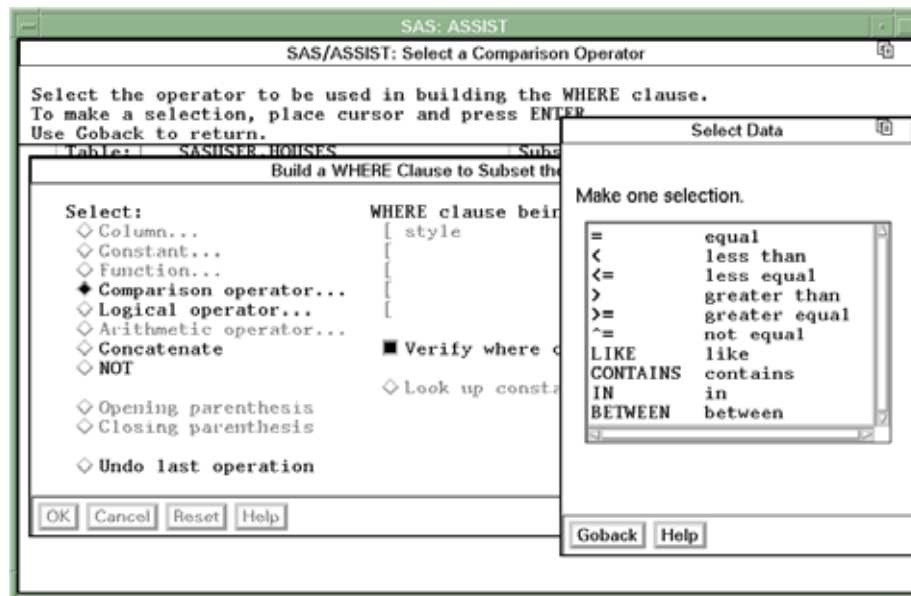 SAS: ASSIST
SAS/ASSIST: Select a Comparison Operator
Select the operator to be used in building the WHERE clause.
To make a selection, place cursor and press ENTER
Use Goback to return.
Table: SASUSER.HOUSES Subs
Build a WHERE Clause to Subset the
Select: WHERE clause bein
Column... [ style
Constant... [
Function... [
Comparison operator... [
Logical operator... [
Arithmetic operator...
Concatenate Verify where c
NOT
Look up consta
Opening parenthesis
Closing parenthesis
Undo last operation
OK Cancel Reset Help
Select Data
Make one selection.
= equal
< less than
<= less equal
> greater than
>= greater equal
^= not equal
LIKE like
CONTAINS contains
IN in
BETWEEN between
Goback Help